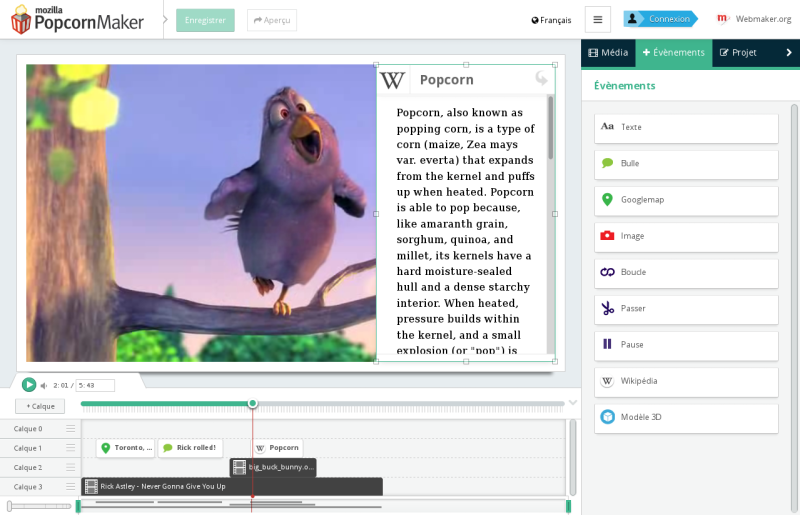 mozilla
PopcornMaker
Enregistrer
Aperçu
Français
Connexion
Webmaker.org
Média
Évènements
Projet
Évènements
W Popcorn
Popcorn, also known as
popping corn, is a type of
corn (maize, Zea mays
var. everta) that expands
from the kernel and puffs
up when heated. Popcorn
is able to pop because,
like amaranth grain,
sorghum, quinoa, and
millet, its kernels have a
hard moisture-sealed
hull and a dense starchy
interior. When heated,
pressure builds within
the kernel, and a small
explosion (or "pop") is
Aa Texte
Bulle
Googlemap
Image
Boucle
Passer
Pause
W Wikipédia
Modèle 3D
2:01 / 5:43
+ Calque
Calque 0
Calque 1
Toronto, ...
Rick rolled!
W Popcorn
Calque 2
big_buck_bunny.o...
Calque 3
Rick Astley - Never Gonna Give You Up